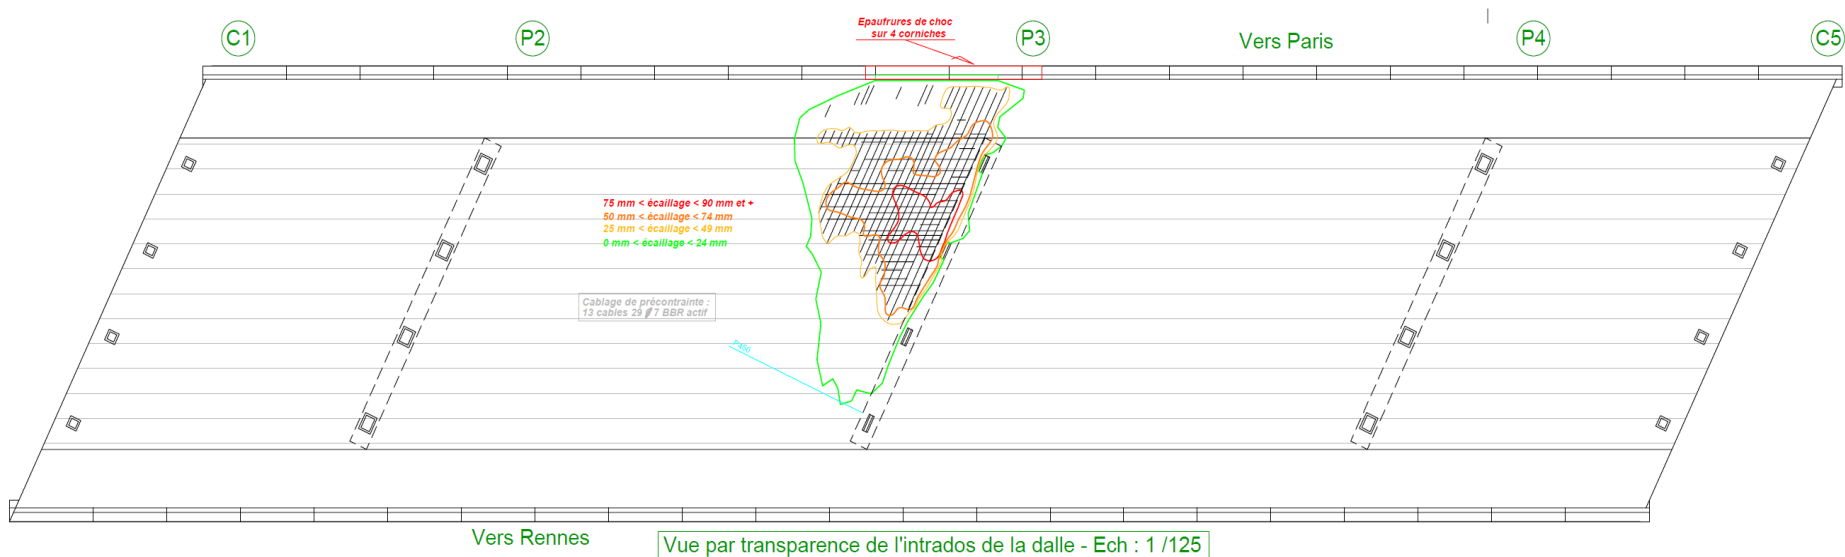 C1
P2
Epaufrures de choc
sur 4 corniches
P3
Vers Paris
P4
C5
75 mm < écaillage < 90 mm et +
50 mm < écaillage < 74 mm
25 mm < écaillage < 49 mm
0 mm < écaillage < 24 mm
Cablage de précontrainte :
13 cables 29 ø 7 BBR actif
Vers Rennes
Vue par transparence de l'intrados de la dalle - Ech : 1 /125